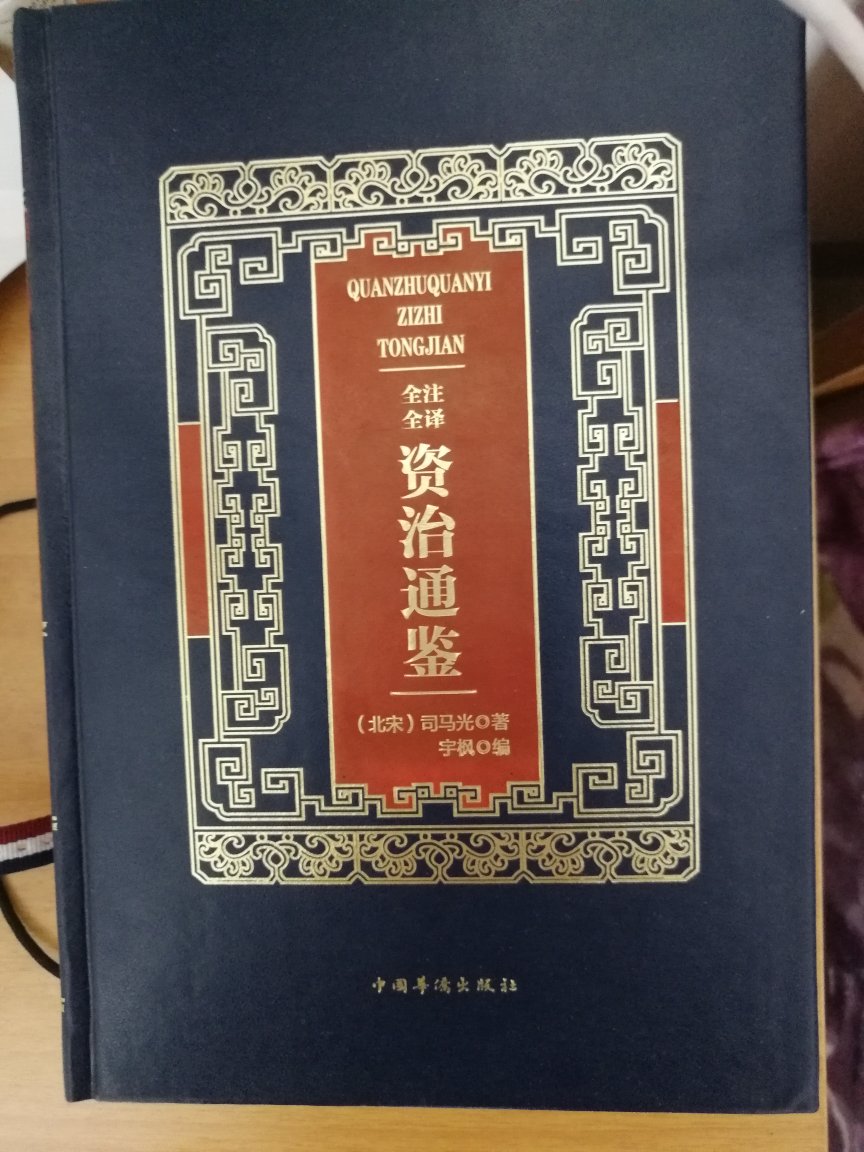 QUANZHUQUANYI
ZIZHI
TONGJIAN
全注
全译
资治通鉴
（北宋）司马光◎著
宇枫◎编
中国华侨出版社